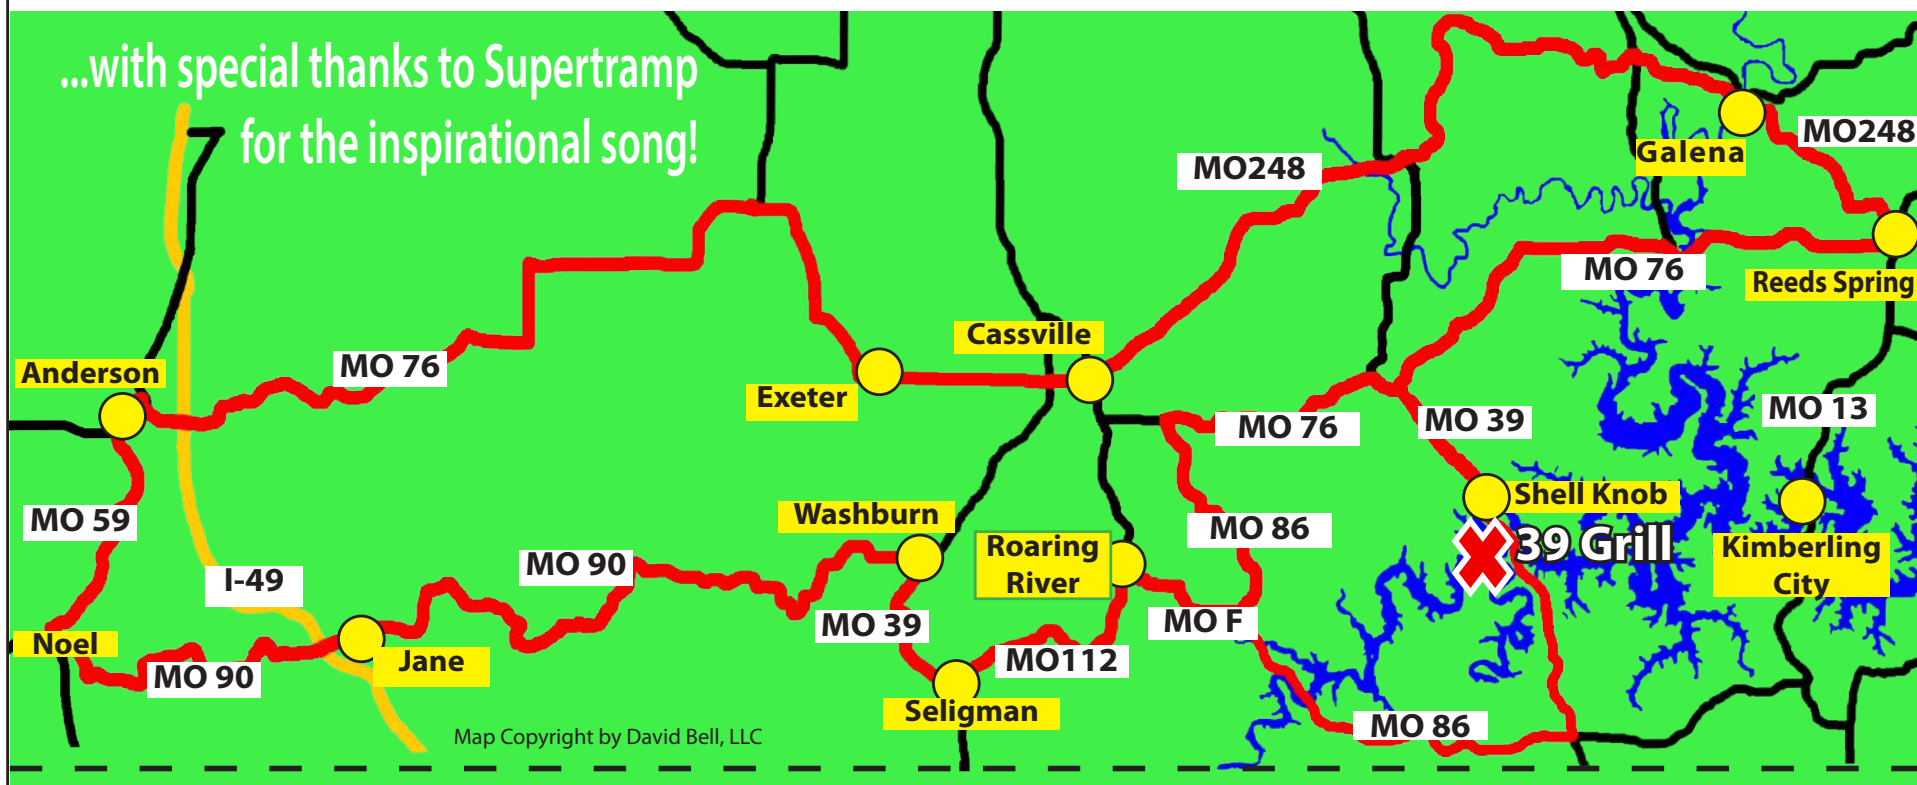 ...with special thanks to Supertramp
for the inspirational song!
MO248
Galena
MO248
MO 76
Reeds Spring
Cassville
Anderson
MO 76
Exeter
MO 76
MO 39
MO 13
Shell Knob
39 Grill
Kimberling
City
Washburn
MO 59
Roaring
River
MO 86
MO 90
I-49
MO 39
MO F
Noel
Jane
MO 90
MO112
Seligman
MO 86
Map Copyright by David Bell, LLC